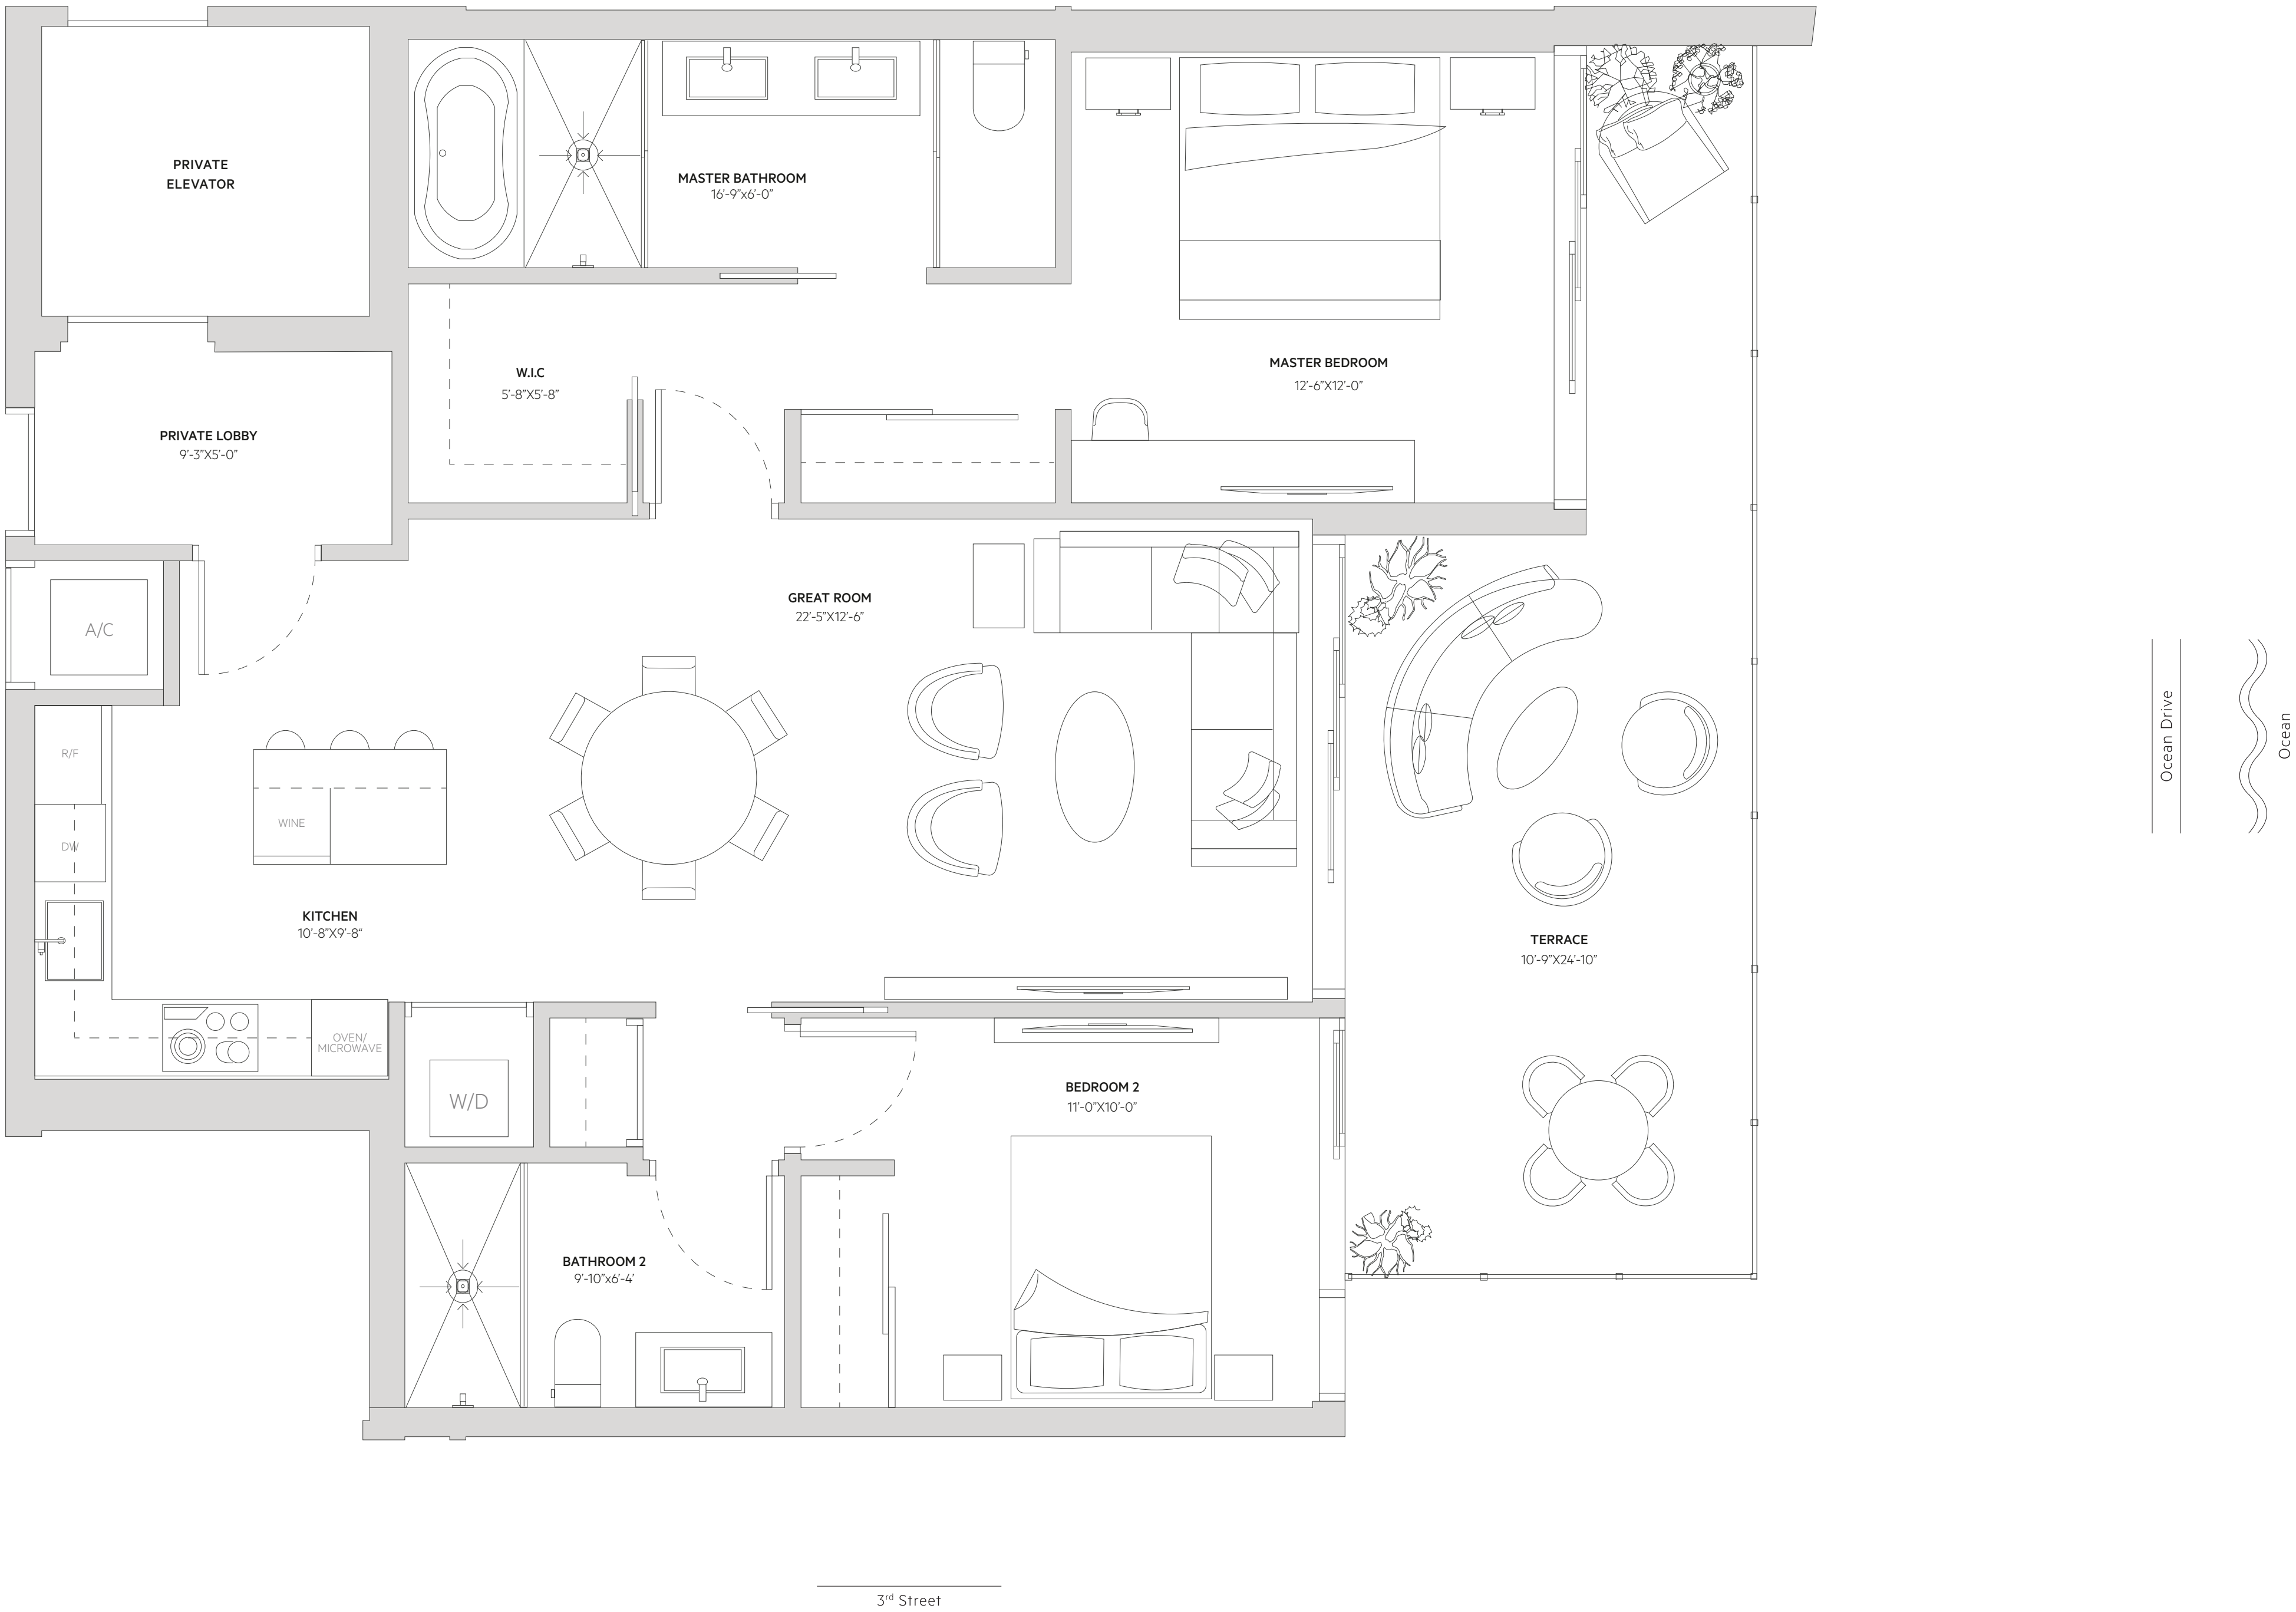 PRIVATE
ELEVATOR
MASTER BATHROOM
16'-9"x6'-0"
W.I.C
5'-8"X5'-8"
MASTER BEDROOM
12'-6"X12'-0"
PRIVATE LOBBY
9'-3"X5'-0"
A/C
GREAT ROOM
22'-5"X12'-6"
R/F
DW
WINE
KITCHEN
10'-8"X9'-8"
OVEN/
MICROWAVE
W/D
TERRACE
10'-9"X24'-10"
BEDROOM 2
11'-0"X10'-0"
BATHROOM 2
9'-10"x6'-4'
Ocean Drive
Ocean
3rd Street